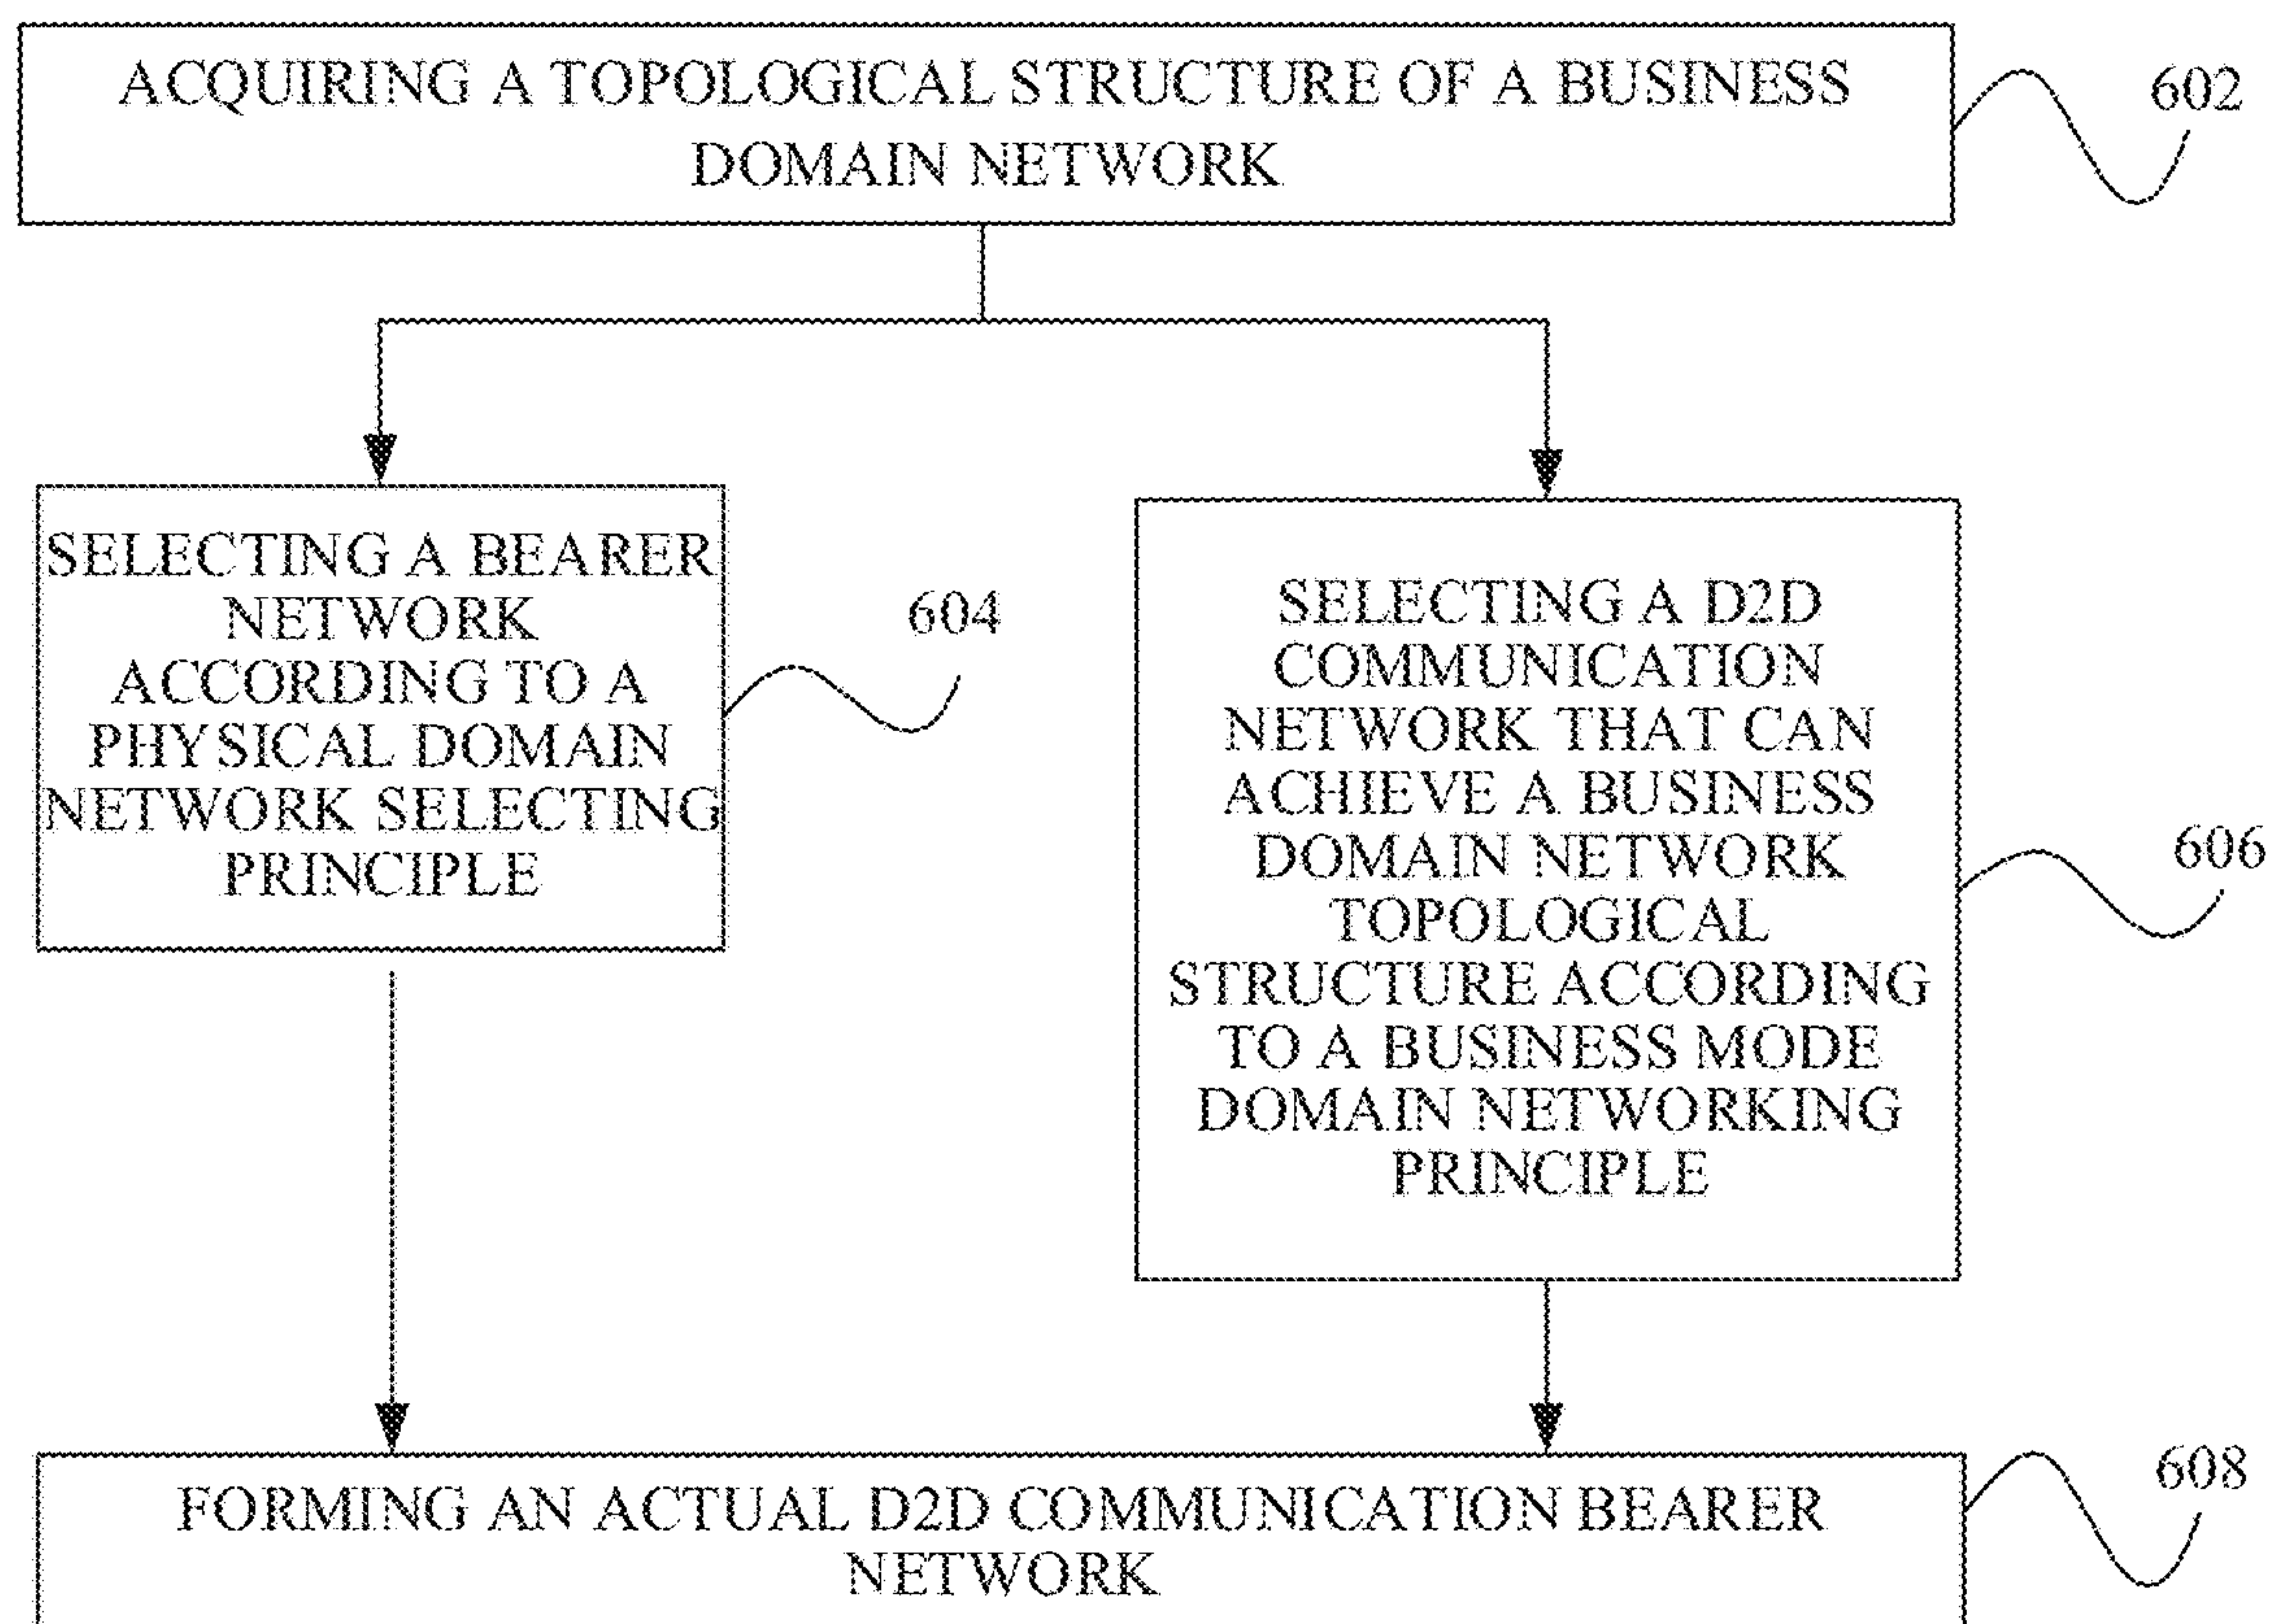 ACQUIRING A TOPOLOGICAL STRUCTURE OF A BUSINESS
DOMAIN NETWORK
602
SELECTING A BEARER
NETWORK
ACCORDING TO A
PHYSICAL DOMAIN
NETWORK SELECTING
PRINCIPLE
604
SELECTING A D2D
COMMUNICATION
NETWORK THAT CAN
ACHIEVE A BUSINESS
DOMAIN NETWORK
TOPOLOGICAL
STRUCTURE ACCORDING
TO A BUSINESS MODE
DOMAIN NETWORKING
PRINCIPLE
606
FORMING AN ACTUAL D2D COMMUNICATION BEARER
NETWORK
608